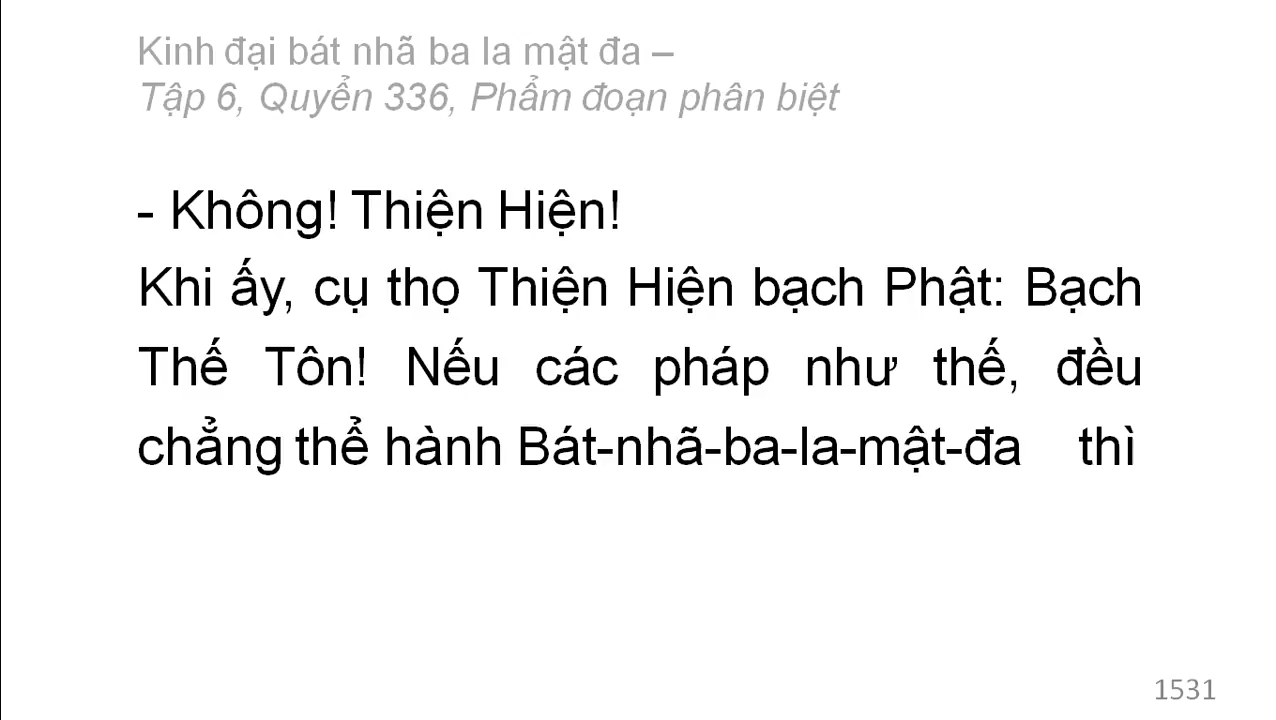 Kinh đại bát nhã ba la mật đa –
Tập 6, Quyển 336, Phẩm đoạn phân biệt
- Không! Thiện Hiện!
Khi ấy, cụ thọ Thiện Hiện bạch Phật: Bạch
Thế Tôn! Nếu các pháp như thế, đều
chẳng thể hành Bát-nhã-ba-la-mật-đa thì
1531